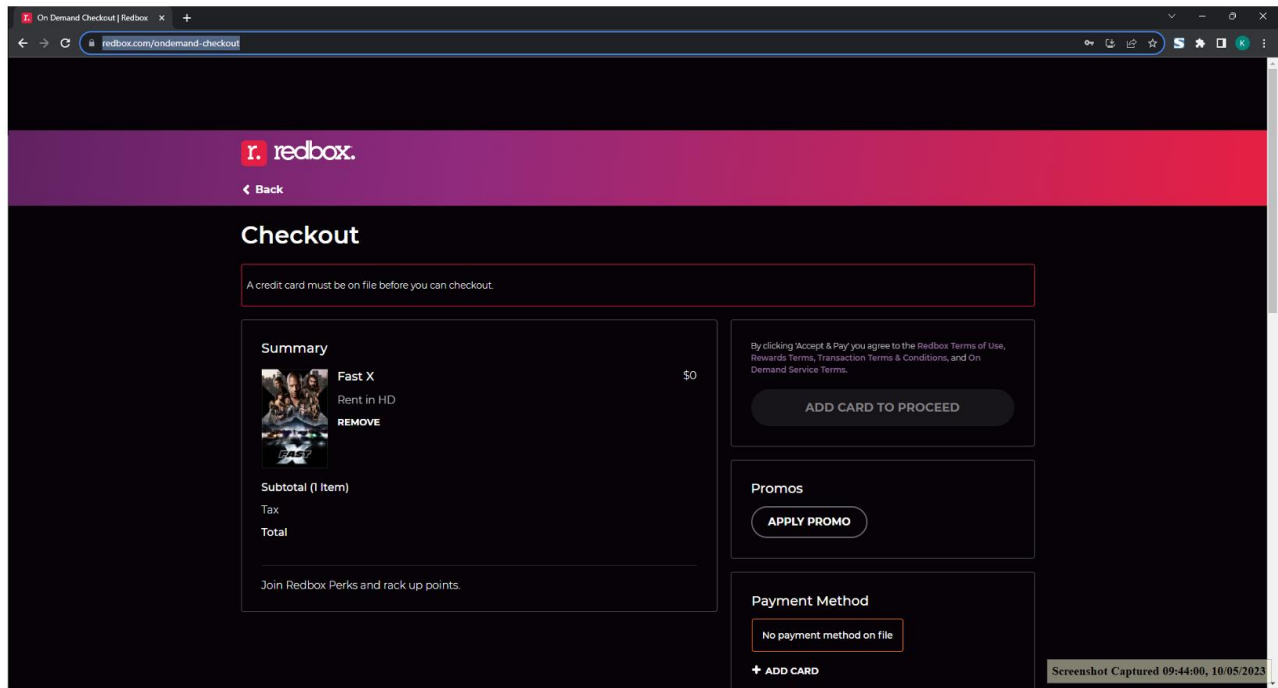 On Demand Checkout | Redbox
redbox.com/ondemand-checkout
K
r. redbox.
Back
Checkout
A credit card must be on file before you can checkout.
Summary
Fast X
$0
Rent in HD
REMOVE
FAST X
Subtotal (1 Item)
Tax
Total
Join Redbox Perks and rack up points.
By clicking 'Accept & Pay' you agree to the Redbox Terms of Use,
Rewards Terms, Transaction Terms & Conditions, and On
Demand Service Terms.
ADD CARD TO PROCEED
Promos
APPLY PROMO
Payment Method
No payment method on file
+ ADD CARD
Screenshot Captured 09:44:00, 10/05/2023